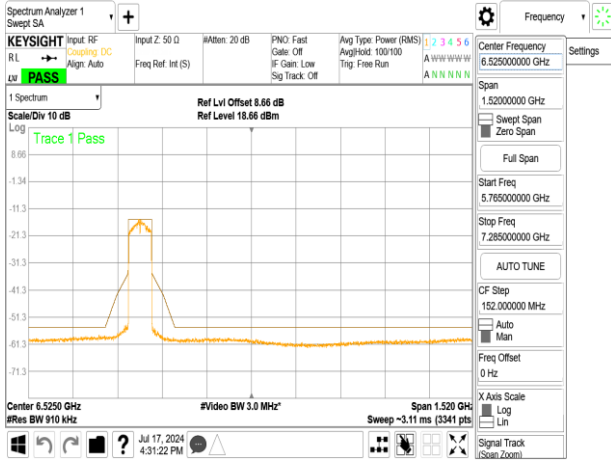 Spectrum Analyzer 1
Swept SA
+
Frequency
KEYSIGHT
RL
LXI
PASS
Input: RF
Coupling: DC
Align: Auto
Input Z: 50 Ω
Freq Ref: Int (S)
#Atten: 20 dB
PNO: Fast
Gate: Off
IF Gain: Low
Sig Track: Off
Avg Type: Power (RMS)
Avg|Hold: 100/100
Trig: Free Run
1 2 3 4 5 6
A W W W W W
A N N N N N
Center Frequency
6.525000000 GHz
Settings
Span
1.52000000 GHz
Swept Span
Zero Span
Full Span
Start Freq
5.765000000 GHz
Stop Freq
7.285000000 GHz
AUTO TUNE
CF Step
152.000000 MHz
Auto
Man
Freq Offset
0 Hz
X Axis Scale
Log
Lin
Signal Track
(Span Zoom)
1 Spectrum
Scale/Div 10 dB
Ref Lvl Offset 8.66 dB
Ref Level 18.66 dBm
Log
Trace 1 Pass
8.66
-1.34
-11.3
-21.3
-31.3
-41.3
-51.3
-61.3
-71.3
Center 6.5250 GHz
#Res BW 910 kHz
#Video BW 3.0 MHz*
Span 1.520 GHz
Sweep ~3.11 ms (3341 pts
Jul 17, 2024
4:31:22 PM
?